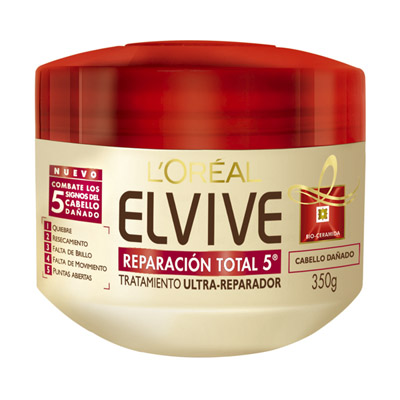 NUEVO
COMBATE LOS
5 SIGNOS DEL
CABELLO
DAÑADO
1 QUIEBRE
2 RESECAMIENTO
3 FALTA DE BRILLO
4 FALTA DE MOVIMIENTO
5 PUNTAS ABIERTAS
L'ORÉAL
ELVIVE
REPARACIÓN TOTAL 5®
TRATAMIENTO ULTRA-REPARADOR
BIO-CERAMIDA
CABELLO DAÑADO
350g